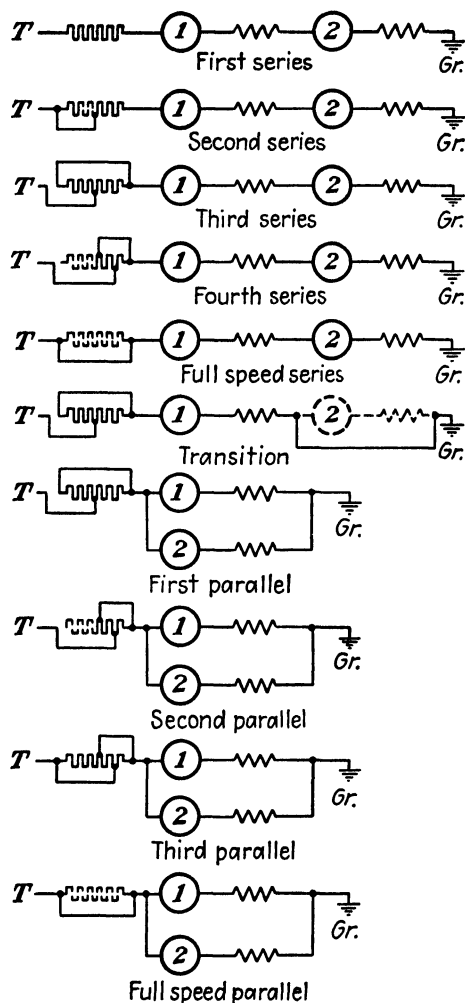 T 1 2 Gr.
First series
T 1 2 Gr.
Second series
T 1 2 Gr.
Third series
T 1 2 Gr.
Fourth series
T 1 2 Gr.
Full speed series
T 1 2 Gr.
Transition
T 1 Gr.
2
First parallel
T 1 Gr.
2
Second parallel
T 1 Gr.
2
Third parallel
T 1 Gr.
2
Full speed parallel